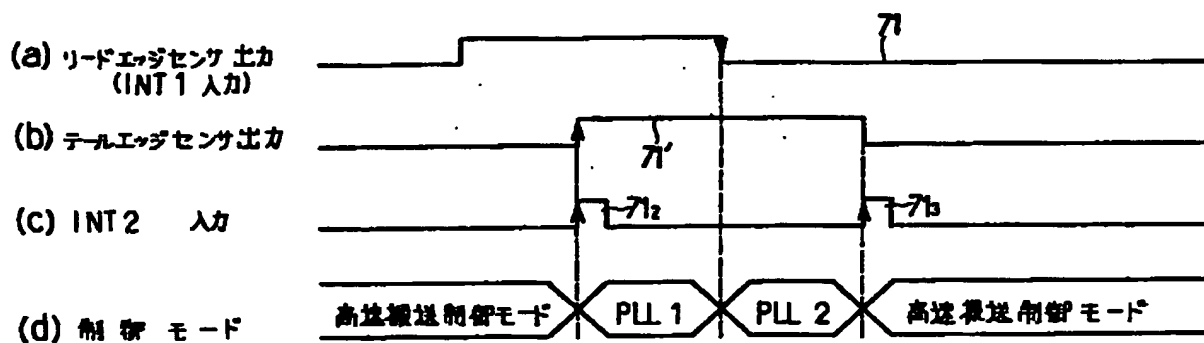 (a) リードエッジセンサ出力 71
(INT1 入力)
(b) テールエッジセンサ出力 71'
(c) INT2 入力 71₂ 71₃
(d) 制御モード 高速搬送制御モード PLL 1 PLL 2 高速搬送制御モード